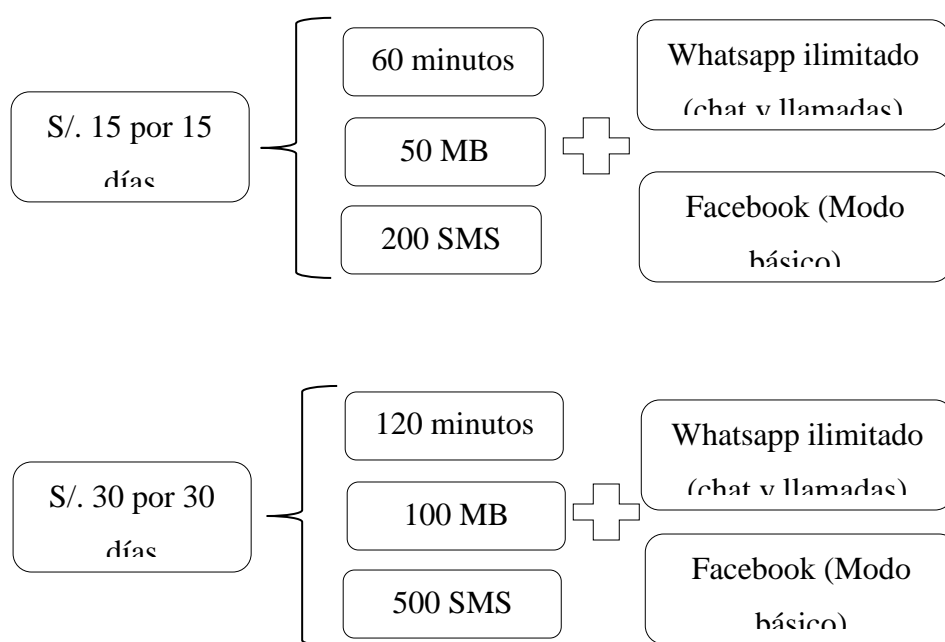 60 minutos
Whatsapp ilimitado
(chat y llamadas)
S/. 15 por 15
días
50 MB
200 SMS
Facebook (Modo
básico)
120 minutos
Whatsapp ilimitado
(chat y llamadas)
S/. 30 por 30
días
100 MB
500 SMS
Facebook (Modo
básico)